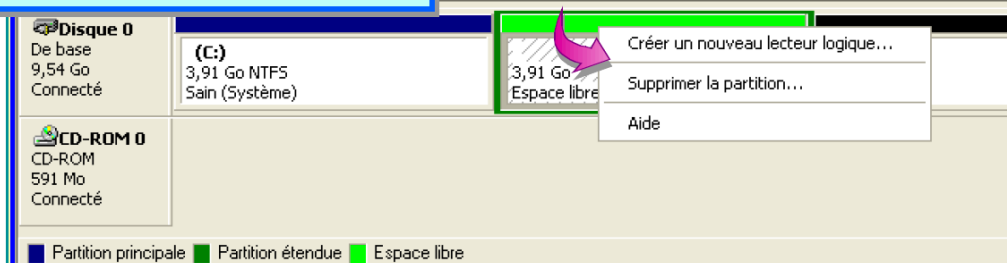 Disque 0
De base
9,54 Go
Connecté
(C:)
3,91 Go NTFS
Sain (Système)
3,91 Go
Espace libre
Créer un nouveau lecteur logique...
Supprimer la partition...
Aide
CD-ROM 0
CD-ROM
591 Mo
Connecté
Partition principale Partition étendue Espace libre